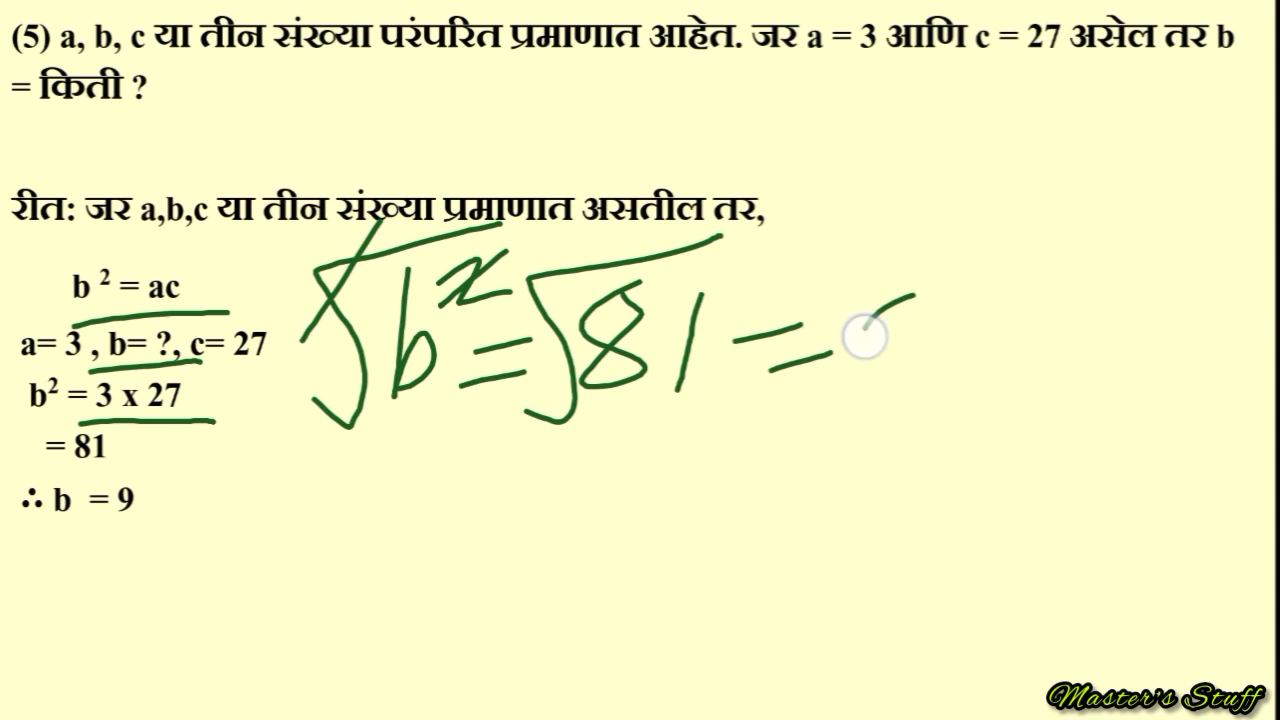 (5) a, b, c या तीन संख्या परंपरित प्रमाणात आहेत. जर a = 3 आणि c = 27 असेल तर b
= किती ?
रीत: जर a,b,c या तीन संख्या प्रमाणात असतील तर,
b ² = ac
a= 3 , b= ?, c= 27
b² = 3 x 27
= 81
∴ b = 9
√b² = √81 =
Master's Stuff